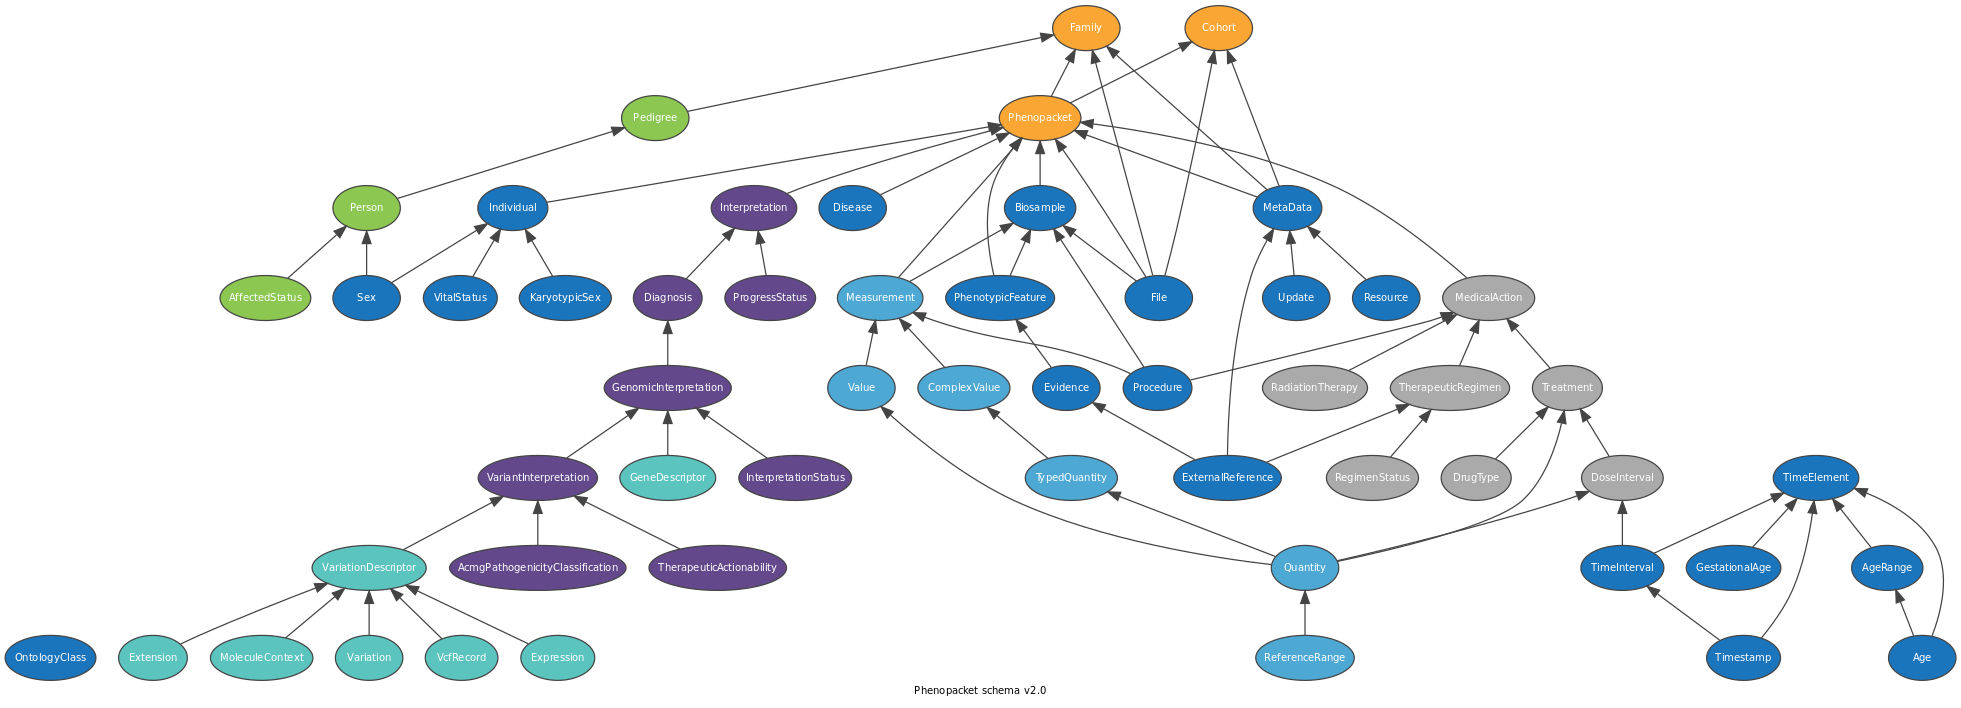 Family
Cohort
Pedigree
Phenopacket
Person
Individual
Interpretation
Disease
Biosample
MetaData
AffectedStatus
Sex
VitalStatus
KaryotypicSex
Diagnosis
ProgressStatus
Measurement
PhenotypicFeature
File
Update
Resource
MedicalAction
GenomicInterpretation
Value
ComplexValue
Evidence
Procedure
RadiationTherapy
TherapeuticRegimen
Treatment
VariantInterpretation
GeneDescriptor
InterpretationStatus
TypedQuantity
ExternalReference
RegimenStatus
DrugType
DoseInterval
TimeElement
VariationDescriptor
AcmgPathogenicityClassification
TherapeuticActionability
Quantity
TimeInterval
GestationalAge
AgeRange
OntologyClass
Extension
MoleculeContext
Variation
VcfRecord
Expression
ReferenceRange
Timestamp
Age
Phenopacket schema v2.0